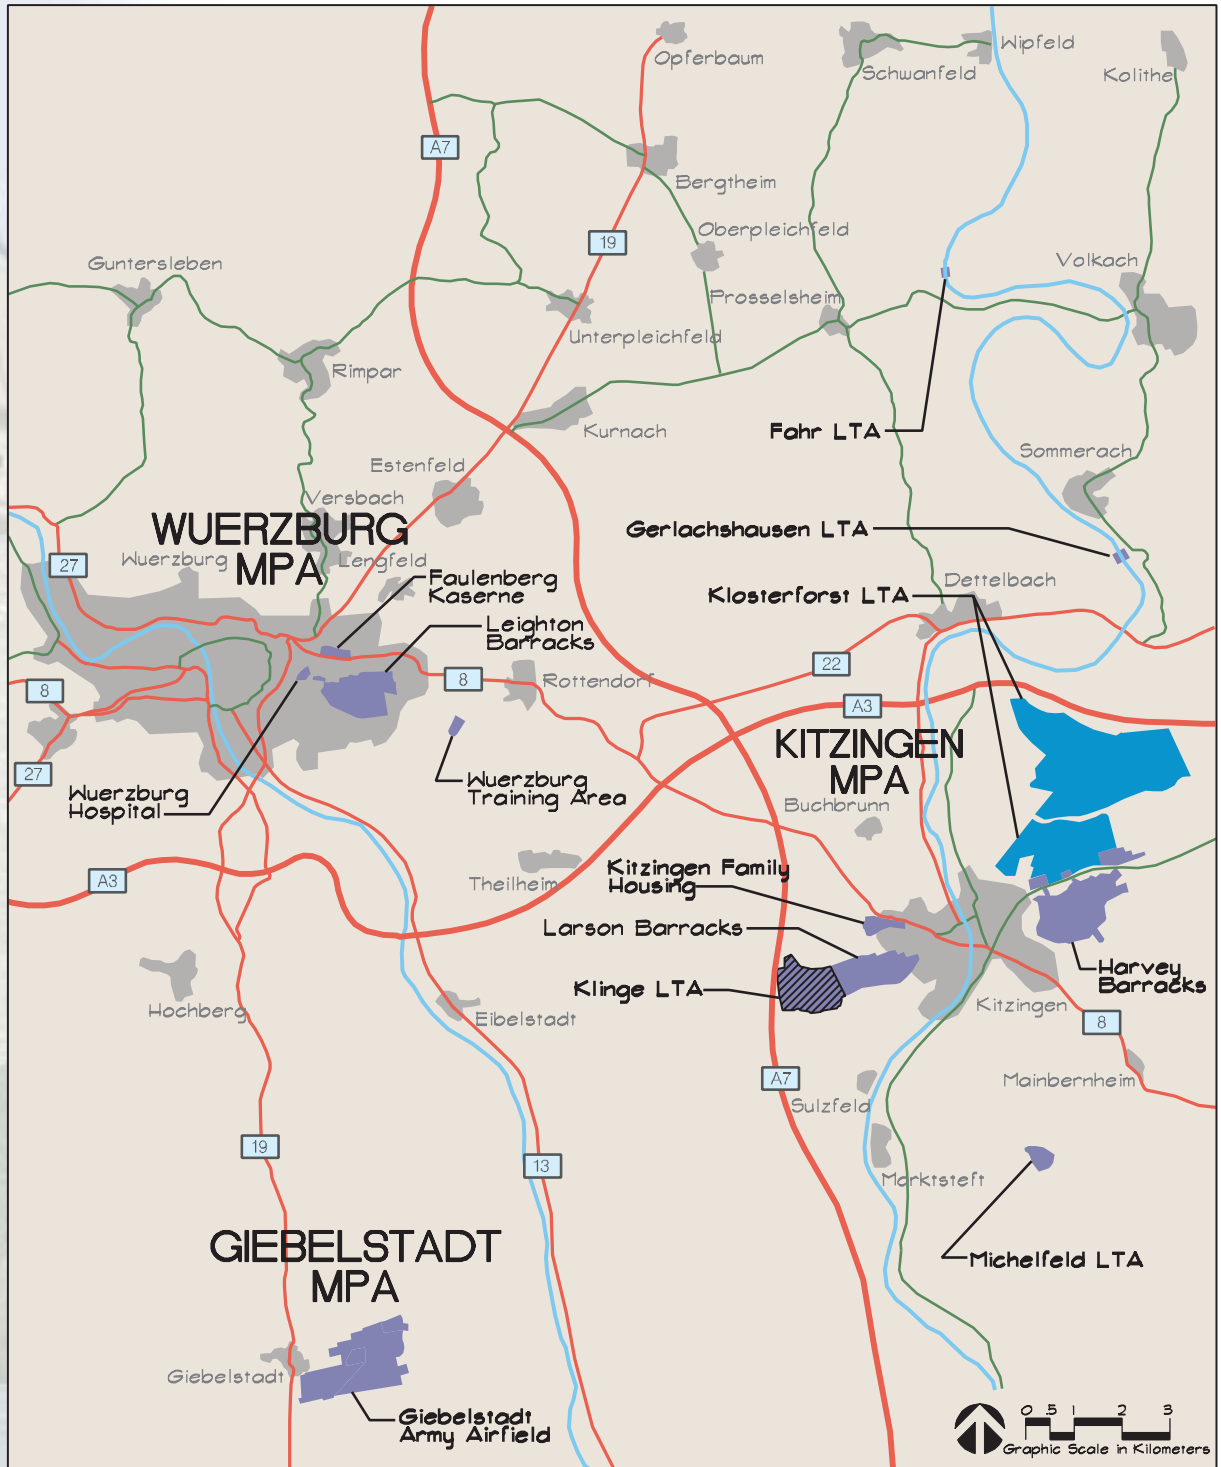 Opferbaum
Wipfeld
Schwanfeld
Kolithe
A7
Bergtheim
19
Oberpleichfeld
Guntersleben
Volkach
Prosselsheim
Unterpleichfeld
Rimpar
Kurnach
Fahr LTA
Sommerach
Estenfeld
Versbach
WUERZBURG
MPA
Gerlachshausen LTA
Wuerzburg
Lengfeld
27
Faulenberg
Kaserne
Dettelbach
Klosterforst LTA
Leighton
Barracks
22
8
8
Rottendorf
A3
27
KITZINGEN
MPA
Wuerzburg
Hospital
Wuerzburg
Training Area
Buchbrunn
A3
Theilheim
Kitzingen Family
Housing
Larson Barracks
Klinge LTA
Harvey
Barracks
Hochberg
Eibelstadt
Kitzingen
8
A7
Mainbernheim
Sulzfeld
19
13
Marktsteft
GIEBELSTADT
MPA
Michelfeld LTA
Giebelstadt
Giebelstadt
Army Airfield
0 .5 1 2 3
Graphic Scale in Kilometers